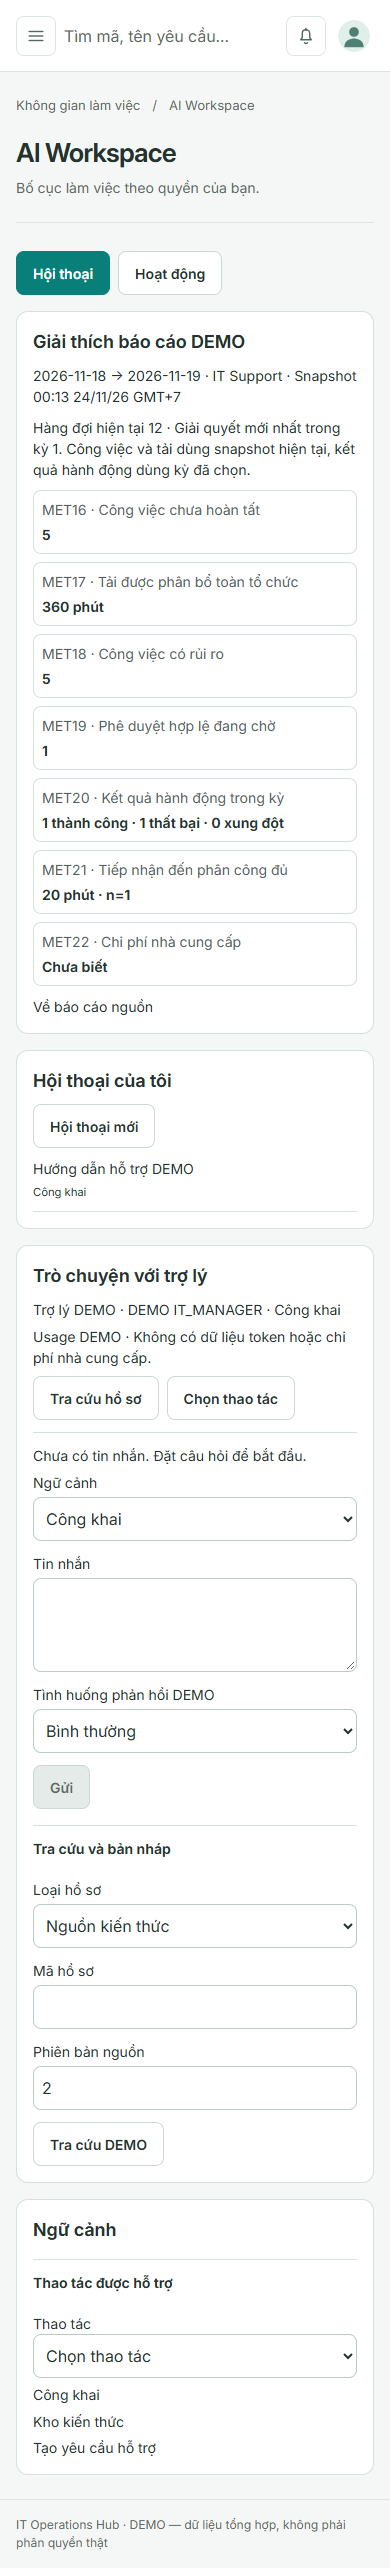 Tìm mã, tên yêu cầu...
Không gian làm việc / AI Workspace
AI Workspace
Bố cục làm việc theo quyền của bạn.
Hội thoại
Hoạt động
Giải thích báo cáo DEMO
2026-11-18 → 2026-11-19 · IT Support · Snapshot
00:13 24/11/26 GMT+7
Hàng đợi hiện tại 12 · Giải quyết mới nhất trong
kỳ 1. Công việc và tải dùng snapshot hiện tại, kết
quả hành động dùng kỳ đã chọn.
MET16 · Công việc chưa hoàn tất
5
MET17 · Tải được phân bổ toàn tổ chức
360 phút
MET18 · Công việc có rủi ro
5
MET19 · Phê duyệt hợp lệ đang chờ
1
MET20 · Kết quả hành động trong kỳ
1 thành công · 1 thất bại · 0 xung đột
MET21 · Tiếp nhận đến phân công đủ
20 phút · n=1
MET22 · Chi phí nhà cung cấp
Chưa biết
Về báo cáo nguồn
Hội thoại của tôi
Hội thoại mới
Hướng dẫn hỗ trợ DEMO
Công khai
Trò chuyện với trợ lý
Trợ lý DEMO · DEMO IT_MANAGER · Công khai
Usage DEMO · Không có dữ liệu token hoặc chi
phí nhà cung cấp.
Tra cứu hồ sơ
Chọn thao tác
Chưa có tin nhắn. Đặt câu hỏi để bắt đầu.
Ngữ cảnh
Công khai
Tin nhắn
Tình huống phản hồi DEMO
Bình thường
Gửi
Tra cứu và bản nháp
Loại hồ sơ
Nguồn kiến thức
Mã hồ sơ
Phiên bản nguồn
2
Tra cứu DEMO
Ngữ cảnh
Thao tác được hỗ trợ
Thao tác
Chọn thao tác
Công khai
Kho kiến thức
Tạo yêu cầu hỗ trợ
IT Operations Hub · DEMO — dữ liệu tổng hợp, không phải
phân quyền thật